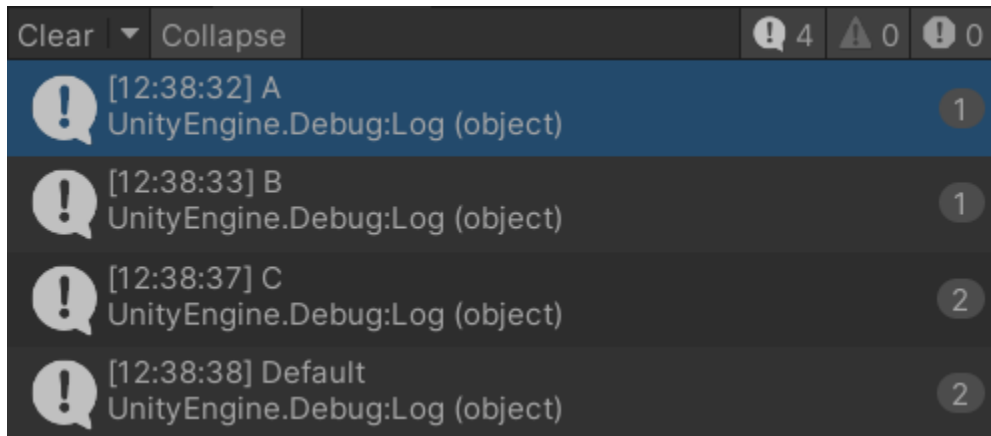 Clear Collapse 4 0 0
[12:38:32] A
UnityEngine.Debug:Log (object) 1
[12:38:33] B
UnityEngine.Debug:Log (object) 1
[12:38:37] C
UnityEngine.Debug:Log (object) 2
[12:38:38] Default
UnityEngine.Debug:Log (object) 2